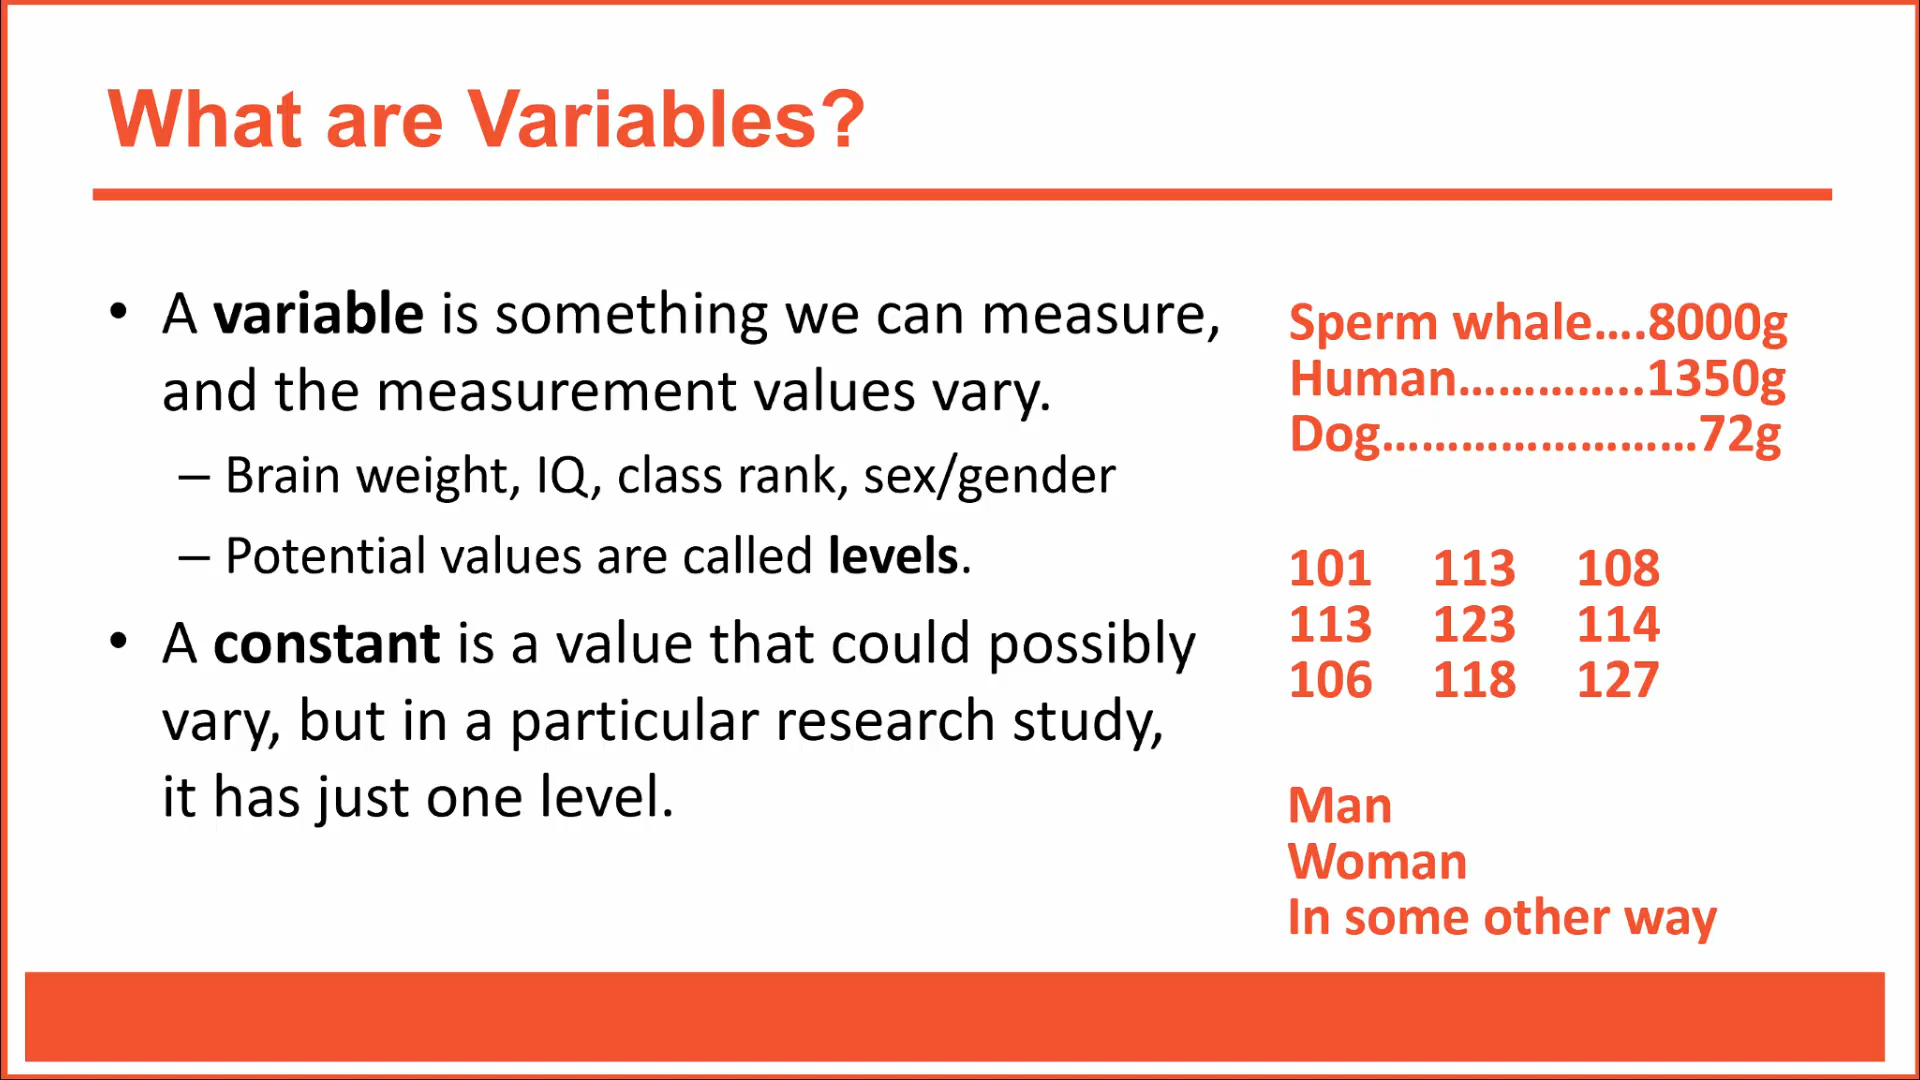 What are Variables?
• A variable is something we can measure,
and the measurement values vary.
– Brain weight, IQ, class rank, sex/gender
– Potential values are called levels.
• A constant is a value that could possibly
vary, but in a particular research study,
it has just one level.
Sperm whale….8000g
Human…………..1350g
Dog……………………72g
101 113 108
113 123 114
106 118 127
Man
Woman
In some other way